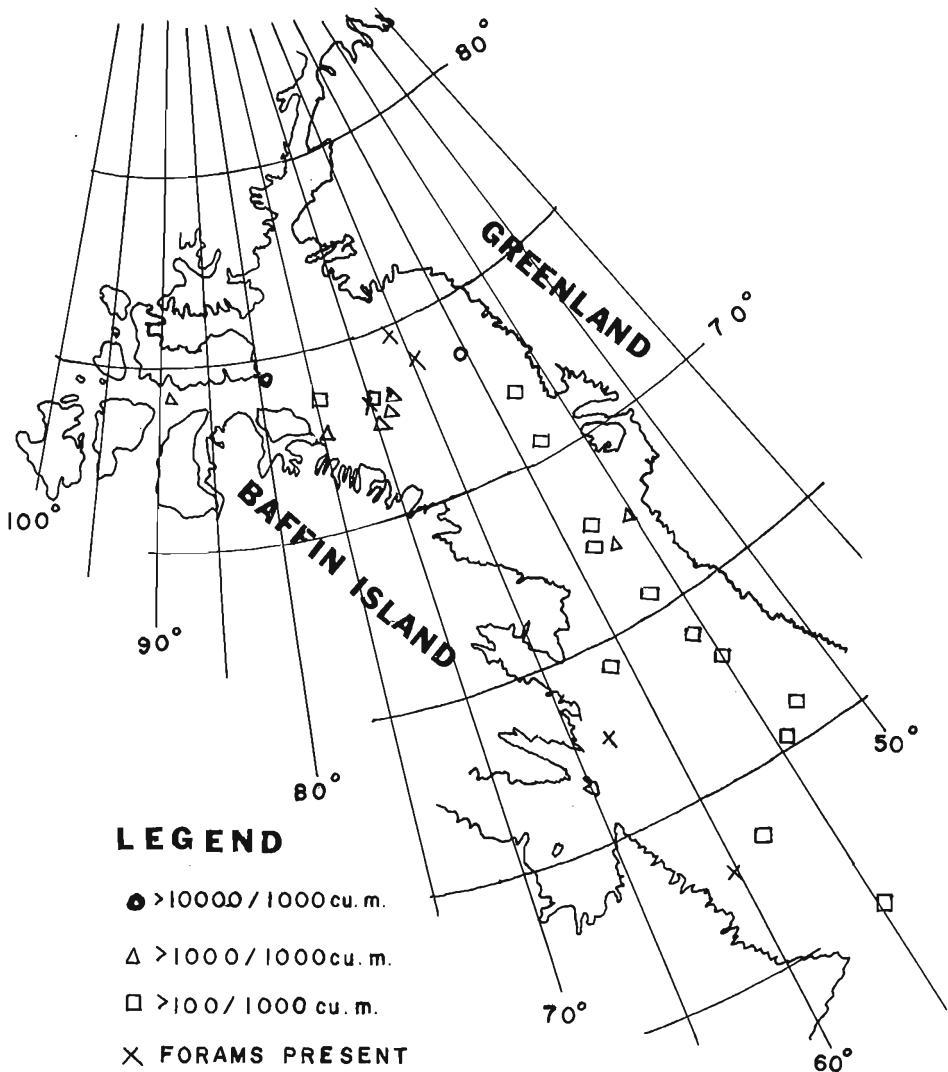 80°
GREENLAND
70°
100°
BAFFIN ISLAND
90°
50°
80°
LEGEND
>10000/1000 cu. m.
>1000/1000 cu. m.
>100/1000 cu. m.
FORAMS PRESENT
70°
60°